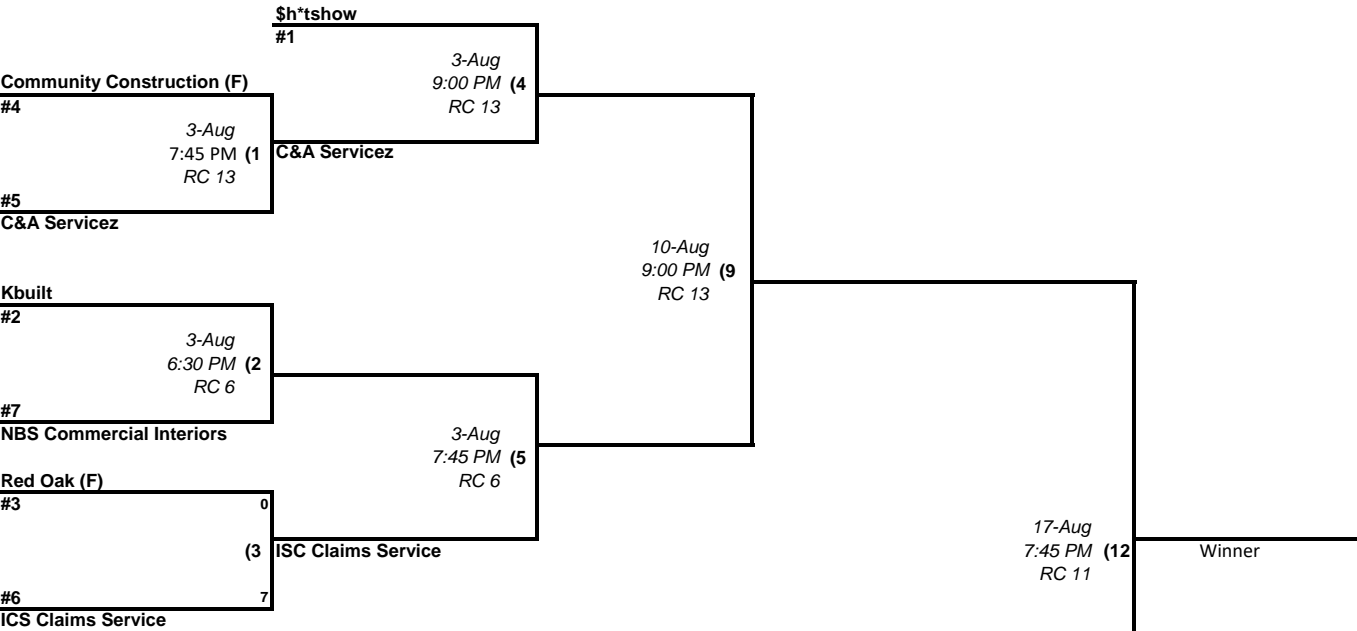 $h*tshow
#1
3-Aug
9:00 PM (4
RC 13
Community Construction (F)
#4
3-Aug
7:45 PM (1
RC 13
C&A Servicez
#5
C&A Servicez
10-Aug
9:00 PM (9
RC 13
Kbuilt
#2
3-Aug
6:30 PM (2
RC 6
#7
NBS Commercial Interiors
3-Aug
7:45 PM (5
RC 6
Red Oak (F)
#3 0
(3 ISC Claims Service
#6 7
ICS Claims Service
17-Aug
7:45 PM (12 Winner
RC 11